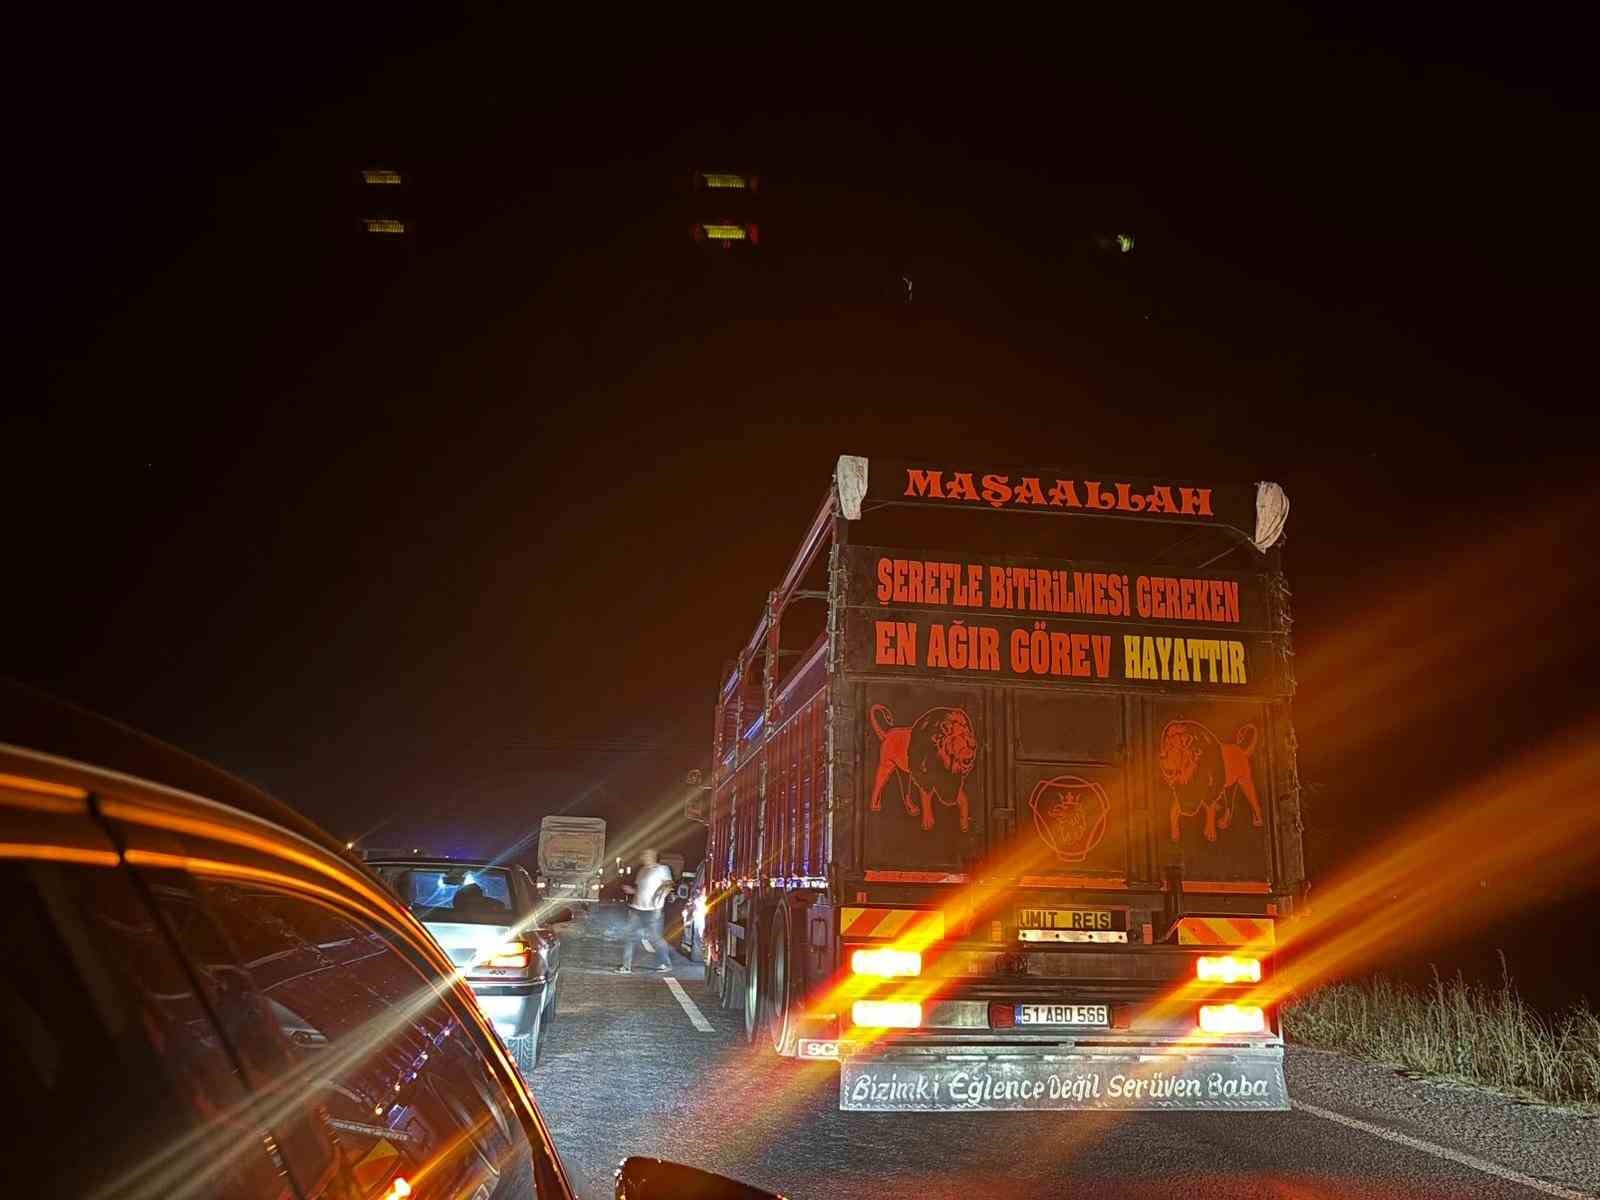 MAŞAALLAH
ŞEREFLE BİTİRİLMESİ GEREKEN
EN AĞIR GÖREV HAYATTIR
ÜMİT REİS
51 ABD 566
Bizimki Eğlence Değil Serüven Baba